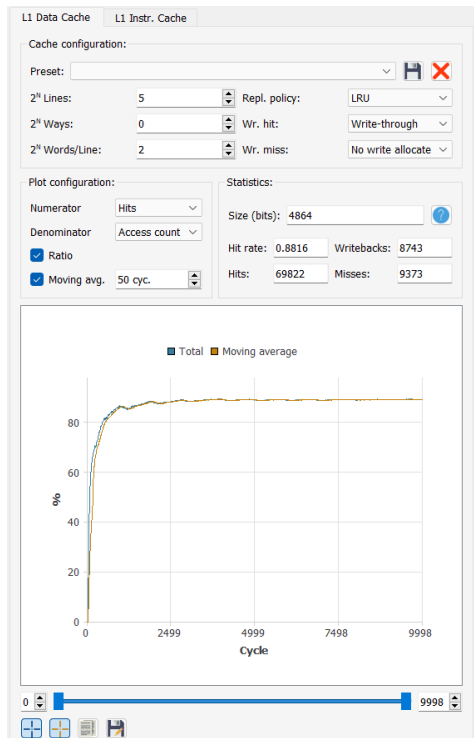 L1 Data Cache L1 Instr. Cache
Cache configuration:
Preset:
2ᴺ Lines: 5 Repl. policy: LRU
2ᴺ Ways: 0 Wr. hit: Write-through
2ᴺ Words/Line: 2 Wr. miss: No write allocate
Plot configuration: Statistics:
Numerator Hits
Size (bits): 4864 ?
Denominator Access count
Ratio
Hit rate: 0.8816 Writebacks: 8743
Moving avg. 50 cyc. Hits: 69822 Misses: 9373
Total Moving average
80
60
%
40
20
0
0 2499 4999 7498 9998
Cycle
0 9998